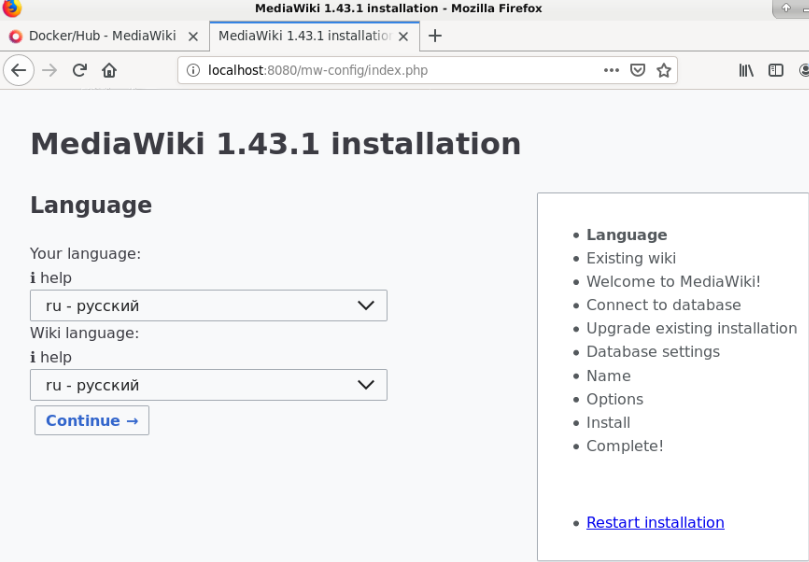 MediaWiki 1.43.1 installation - Mozilla Firefox
Docker/Hub - MediaWiki
MediaWiki 1.43.1 installation
localhost:8080/mw-config/index.php
MediaWiki 1.43.1 installation
Language
Your language:
help
ru - русский
Wiki language:
help
ru - русский
Continue →
Language
Existing wiki
Welcome to MediaWiki!
Connect to database
Upgrade existing installation
Database settings
Name
Options
Install
Complete!
Restart installation